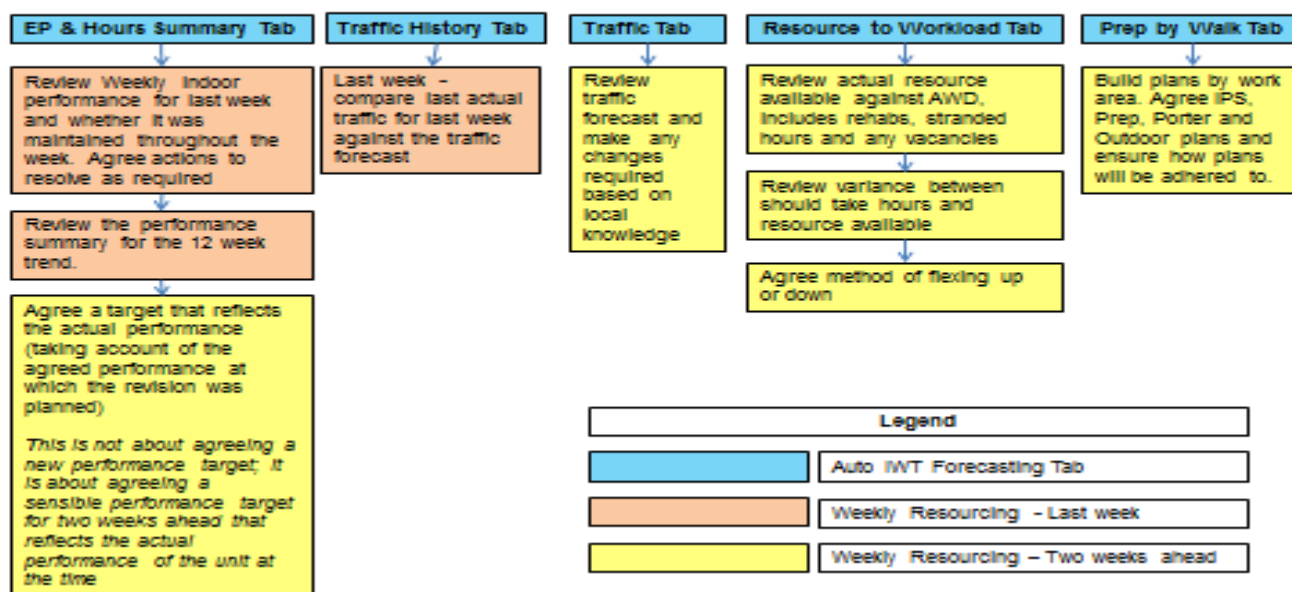 EP & Hours Summary Tab
Review Weekly Indoor
performance for last week
and whether it was
maintained throughout the
week. Agree actions to
resolve as required
Review the performance
summary for the 12 week
trend.
Agree a target that reflects
the actual performance
(taking account of the
agreed performance at
which the revision was
planned)
This is not about agreeing a
new performance target; it
is about agreeing a
sensible performance target
for two weeks ahead that
reflects the actual
performance of the unit at
the time
Traffic History Tab
Last week -
compare last actual
traffic for last week
against the traffic
forecast
Traffic Tab
Review
traffic
forecast and
make any
changes
required
based on
local
knowledge
Resource to Workload Tab
Review actual resource
available against AWD,
includes rehabs, stranded
hours and any vacancies
Review variance between
should take hours and
resource available
Agree method of flexing up
or down
Prep by Walk Tab
Build plans by work
area. Agree IPS,
Prep, Porter and
Outdoor plans and
ensure how plans
will be adhered to.
Legend
Auto IWT Forecasting Tab
Weekly Resourcing - Last week
Weekly Resourcing – Two weeks ahead